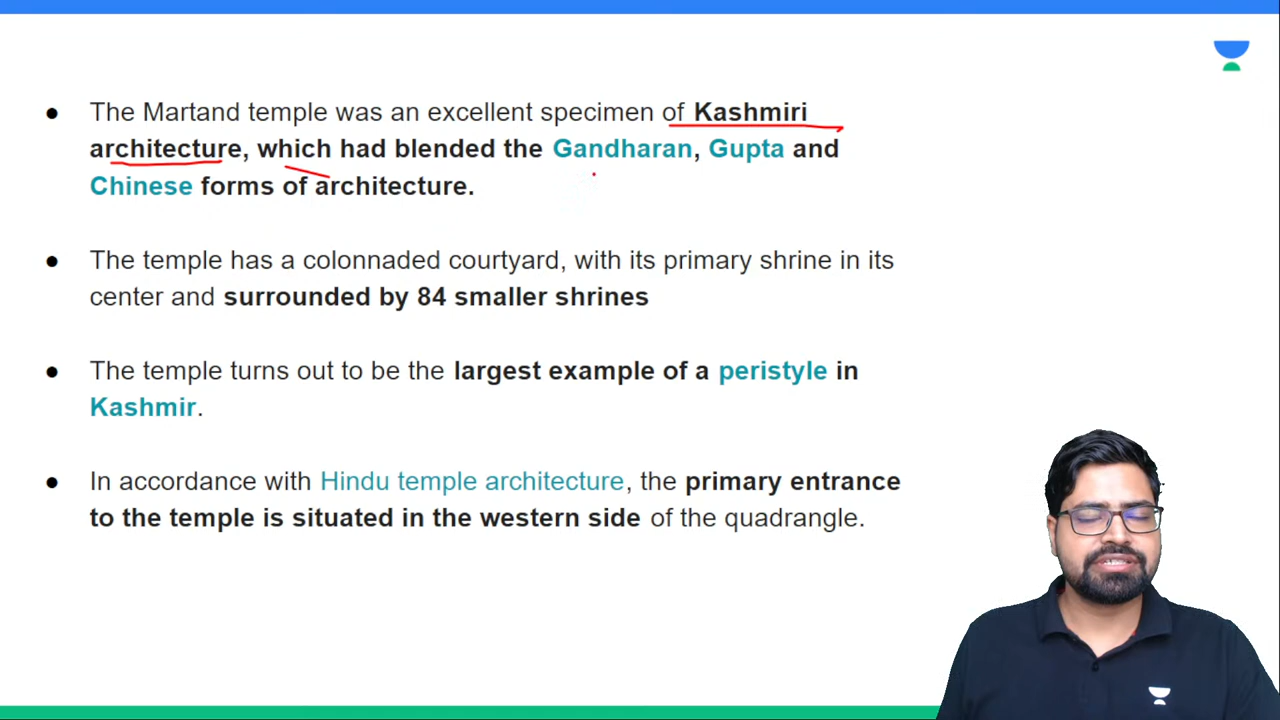 ● The Martand temple was an excellent specimen of Kashmiri
architecture, which had blended the Gandharan, Gupta and
Chinese forms of architecture.
● The temple has a colonnaded courtyard, with its primary shrine in its
center and surrounded by 84 smaller shrines
● The temple turns out to be the largest example of a peristyle in
Kashmir.
● In accordance with Hindu temple architecture, the primary entrance
to the temple is situated in the western side of the quadrangle.